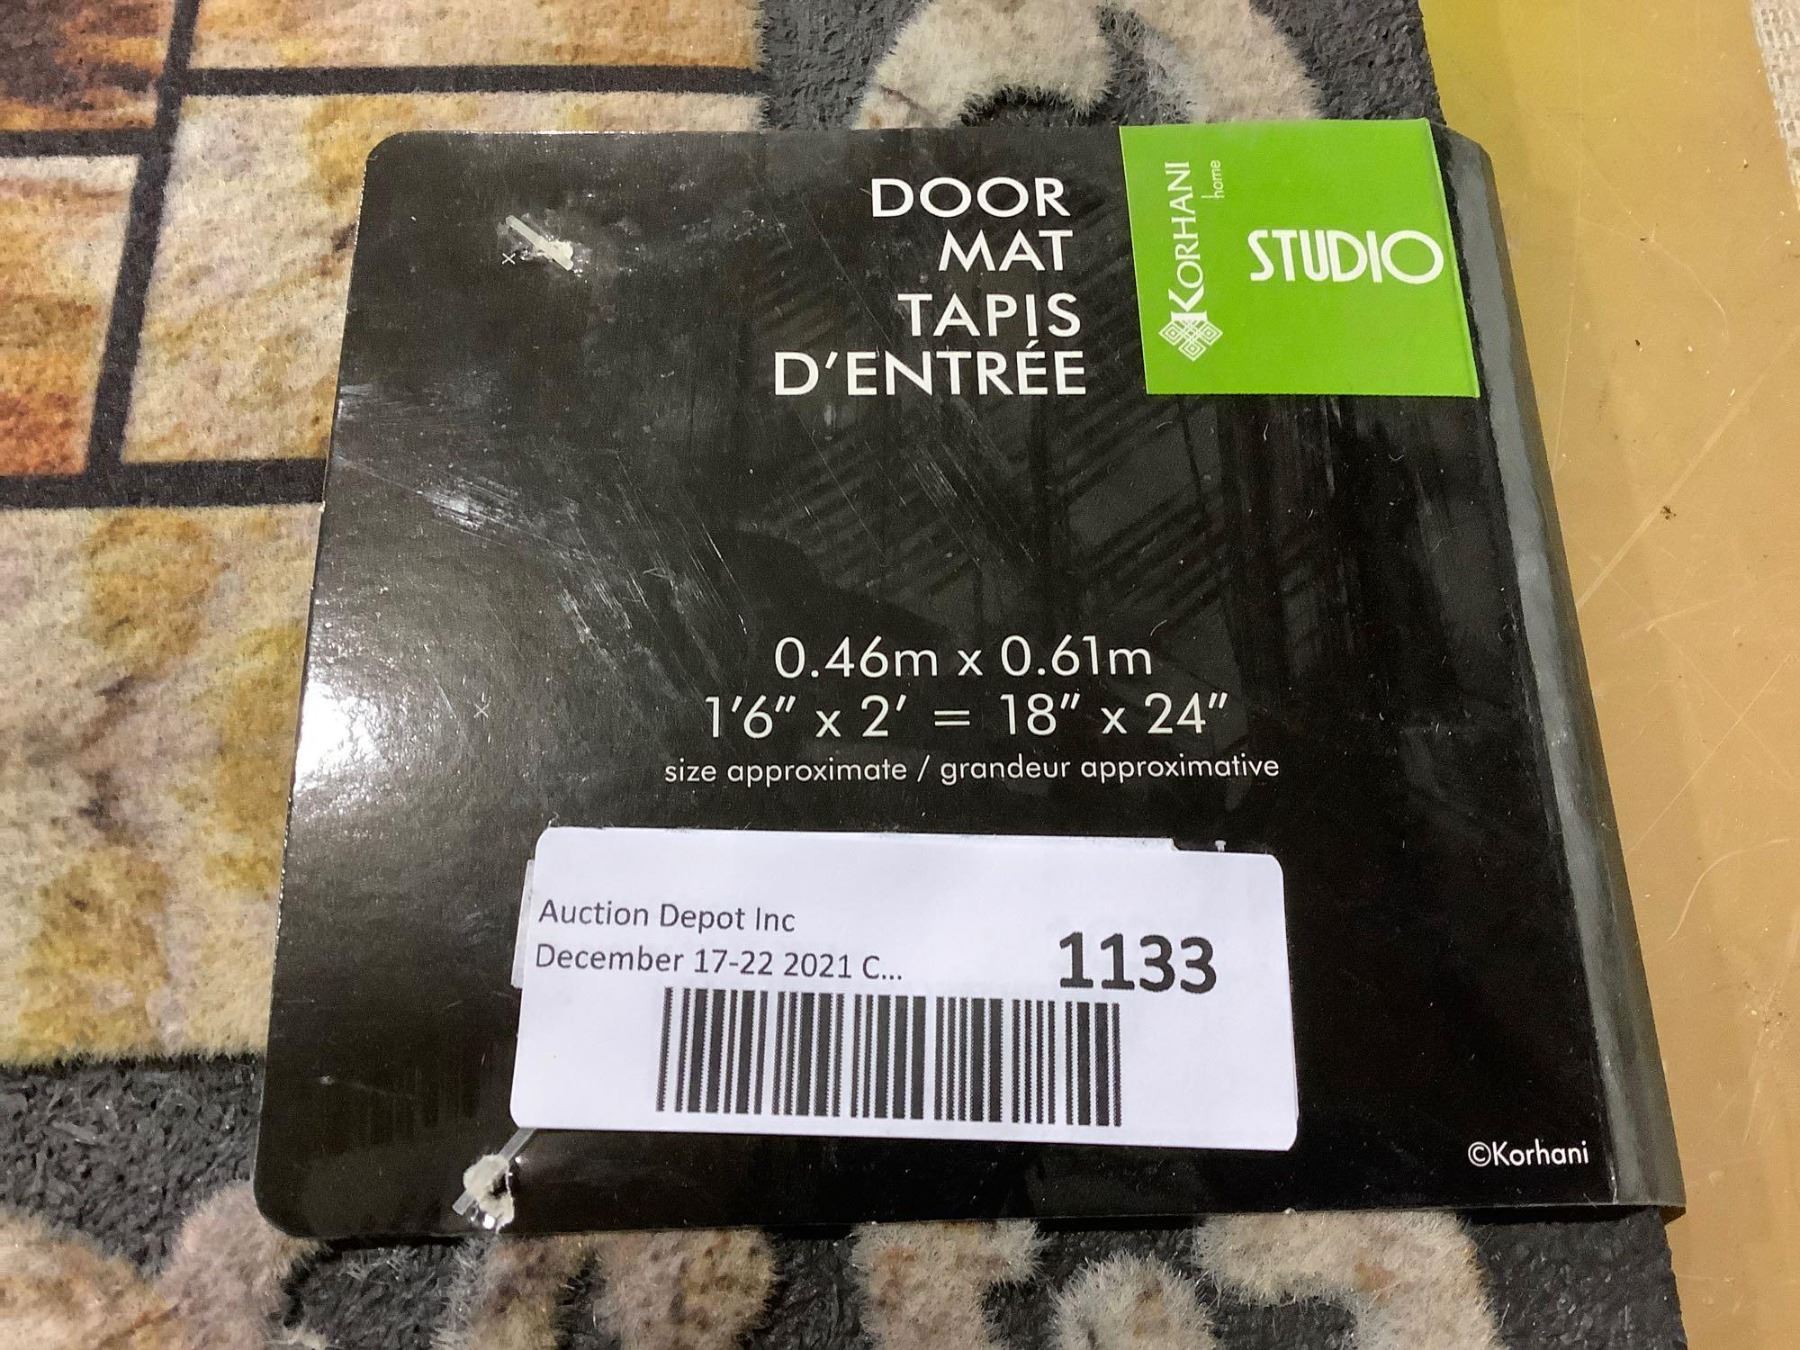 DOOR
MAT
TAPIS
D'ENTRÉE
KORHANI
home
STUDIO
0.46m x 0.61m
1'6" x 2' = 18" x 24"
size approximate / grandeur approximative
Auction Depot Inc
December 17-22 2021 C...
1133
©Korhani